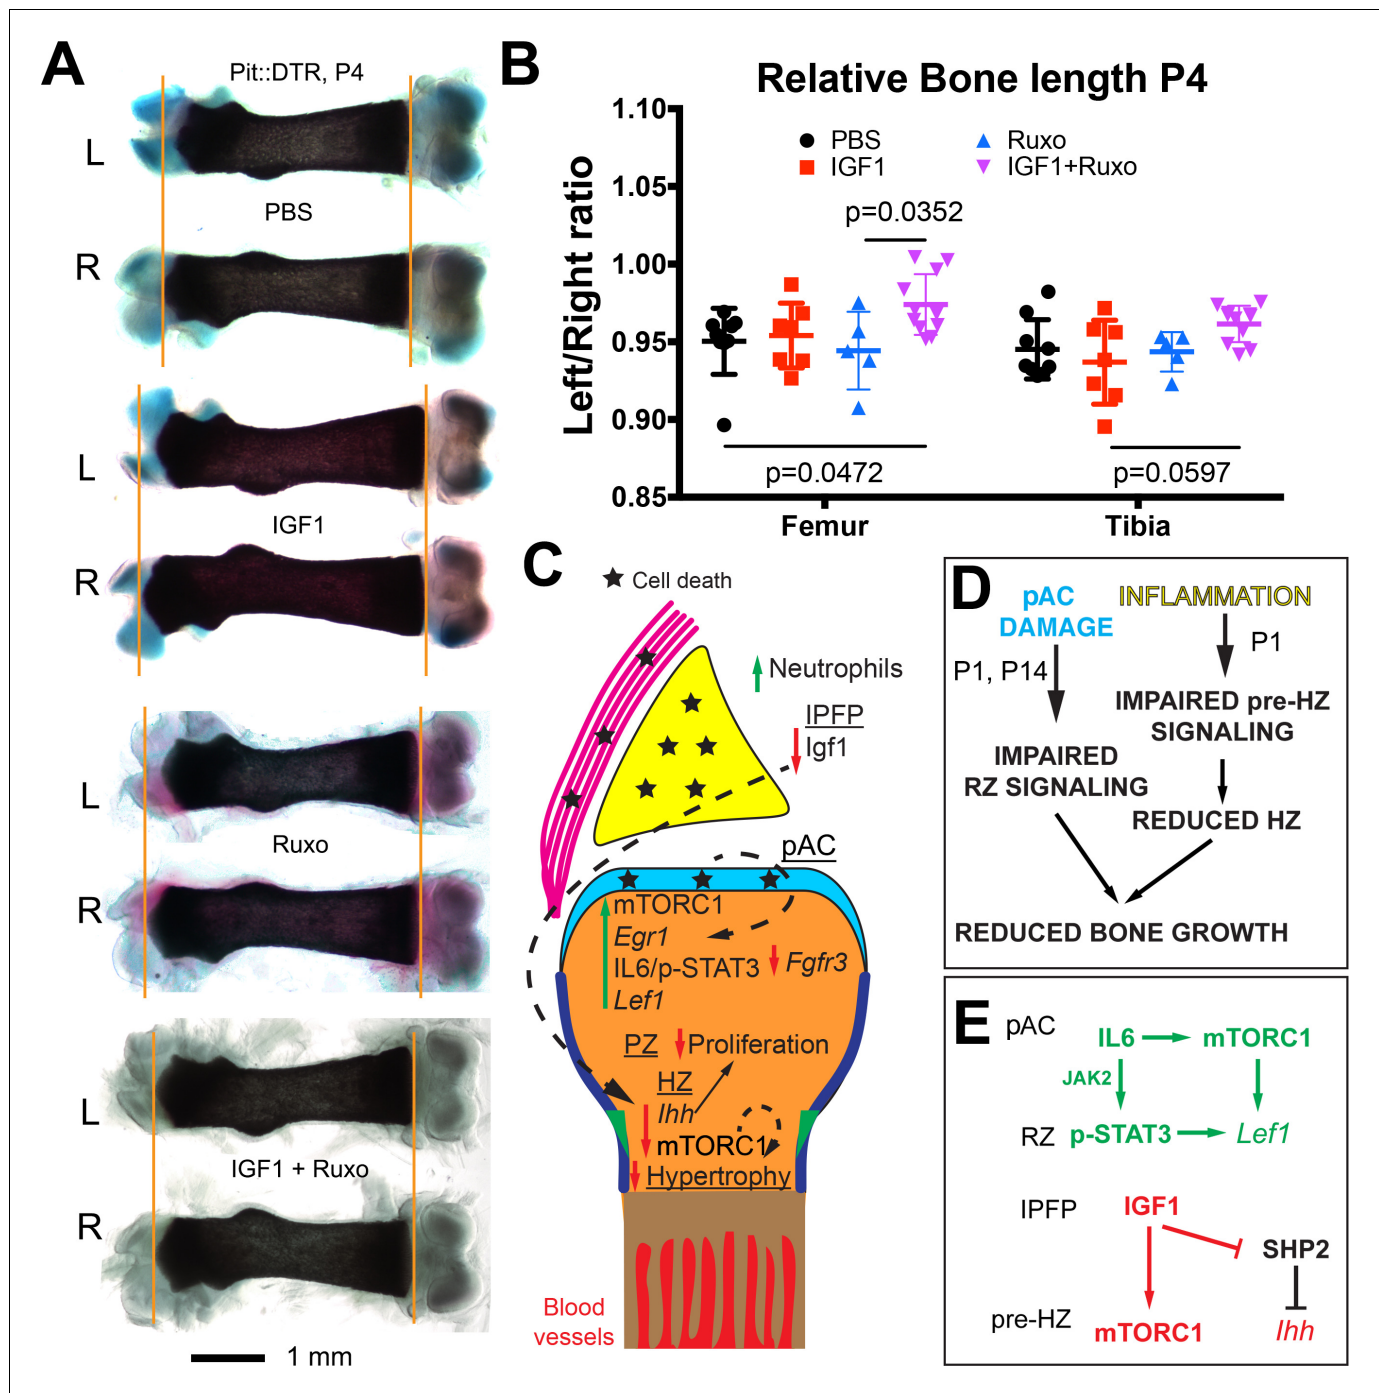 A
Pit::DTR, P4
L
PBS
R
L
IGF1
R
L
Ruxo
R
L
IGF1 + Ruxo
R
1 mm
B
Relative Bone length P4
Left/Right ratio
1.10
1.05
1.00
0.95
0.90
0.85
PBS
IGF1
Ruxo
IGF1+Ruxo
p=0.0352
p=0.0472
p=0.0597
Femur
Tibia
C
Cell death
Neutrophils
IPFP
Igf1
pAC
mTORC1
Egr1
IL6/p-STAT3
Fgfr3
Lef1
PZ
Proliferation
HZ
Ihh
mTORC1
Hypertrophy
Blood
vessels
D
pAC
DAMAGE
INFLAMMATION
P1
P1, P14
IMPAIRED pre-HZ
SIGNALING
IMPAIRED
RZ SIGNALING
REDUCED HZ
REDUCED BONE GROWTH
E
pAC
IL6
mTORC1
JAK2
RZ
p-STAT3
Lef1
IPFP
IGF1
SHP2
pre-HZ
mTORC1
Ihh